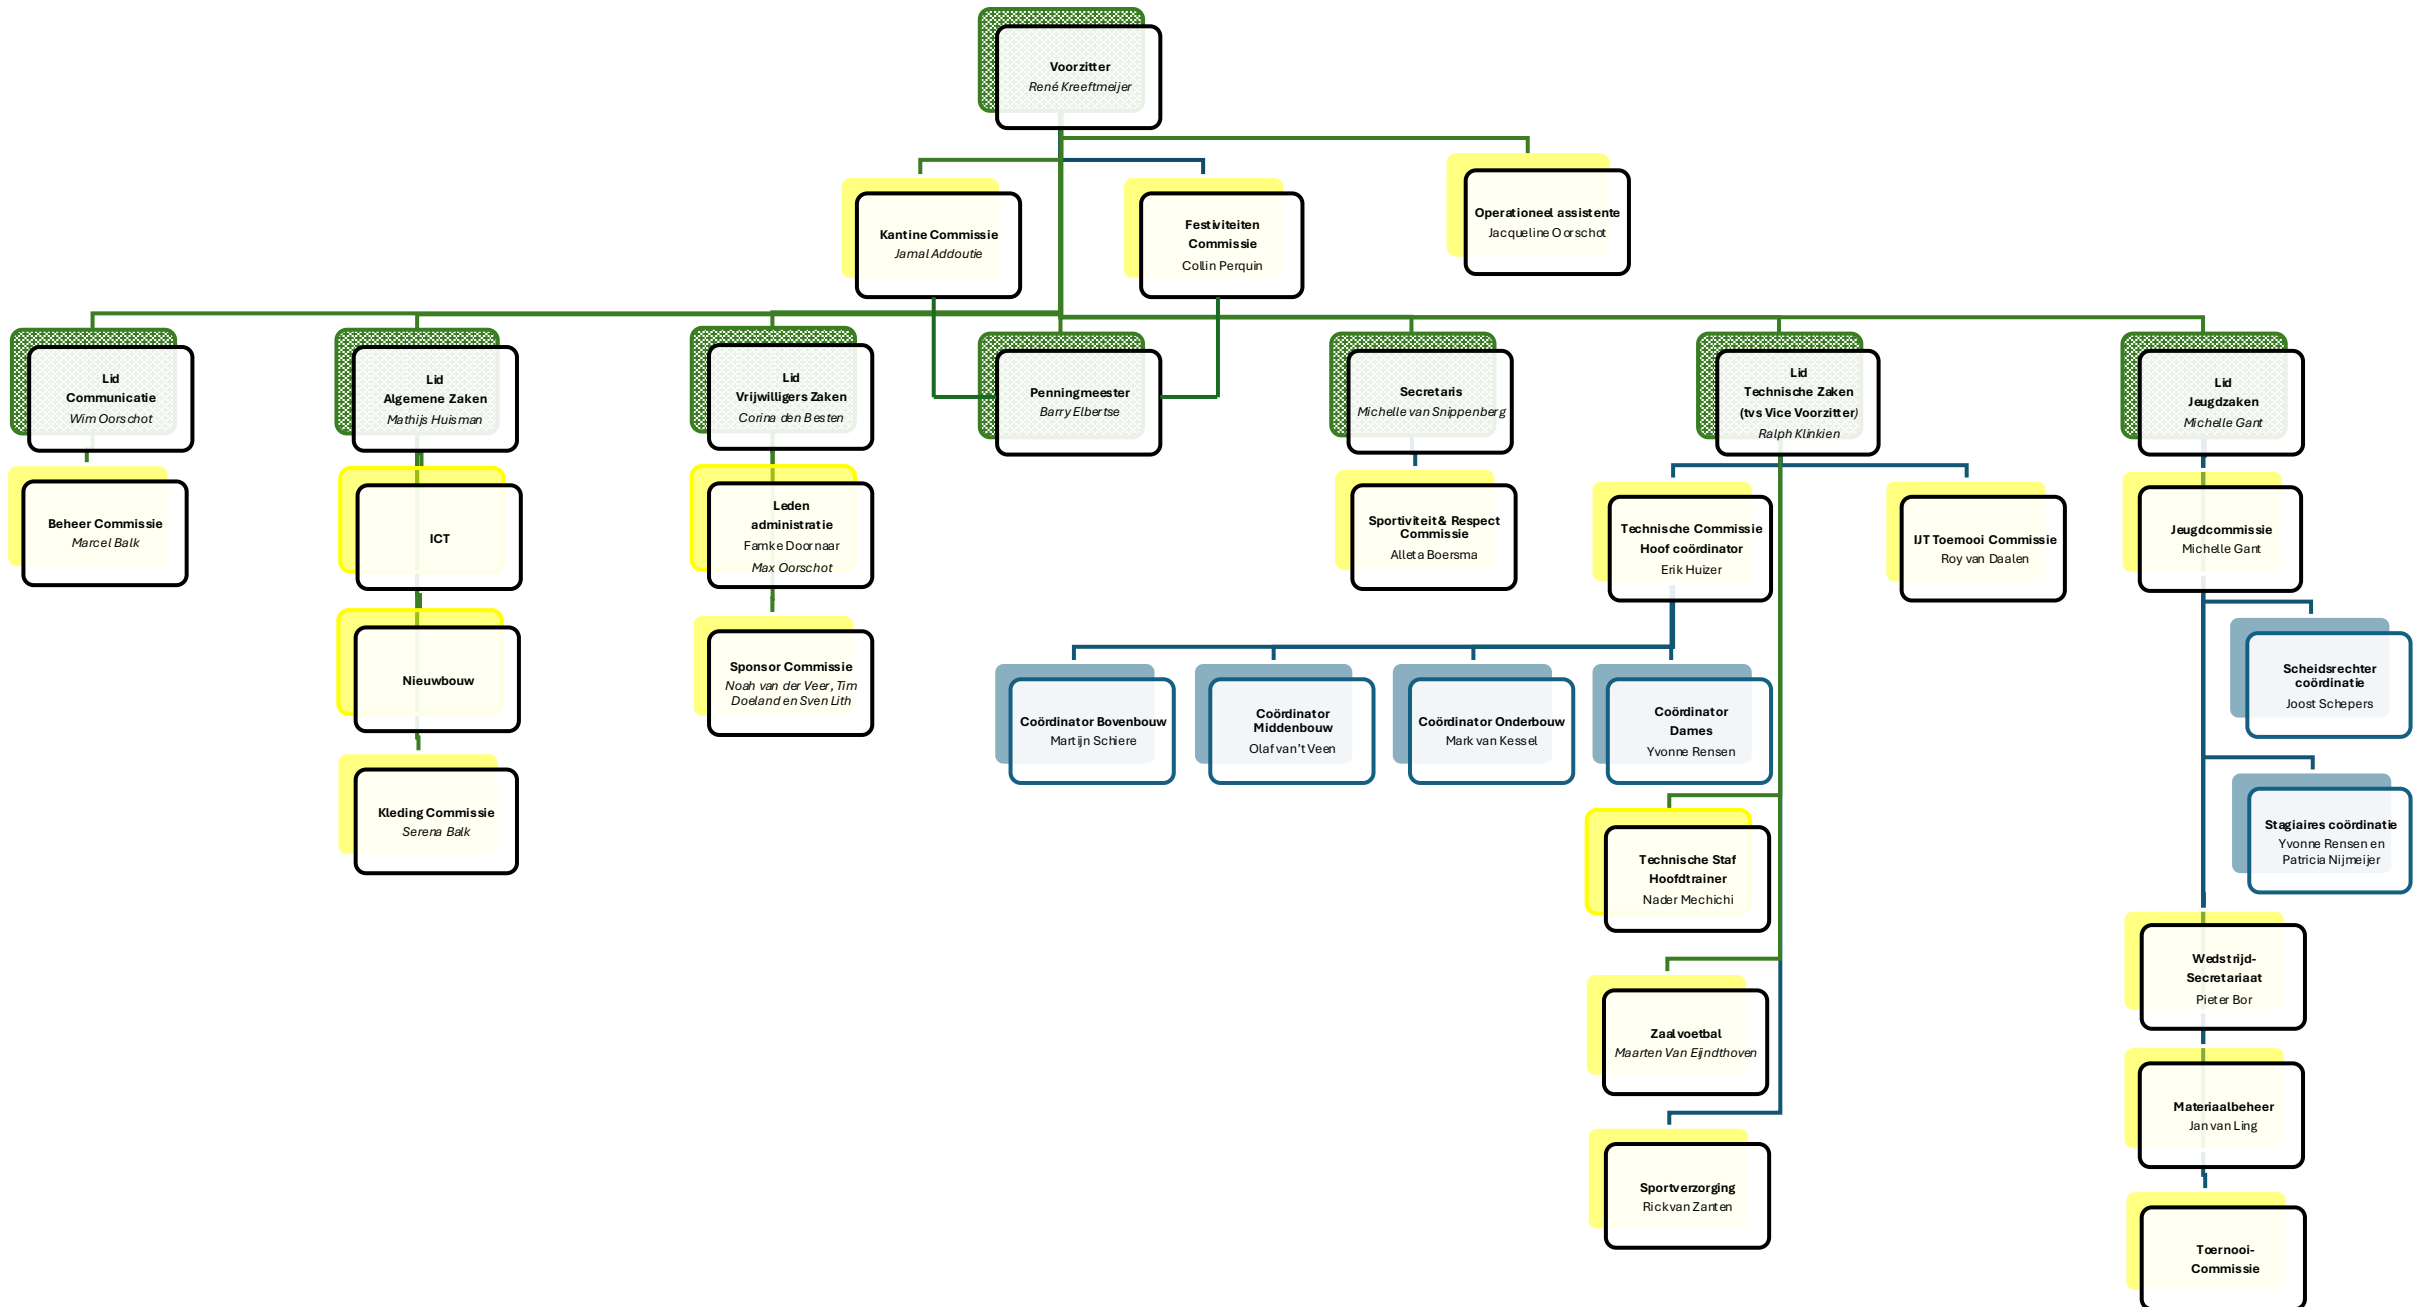 Voorzitter
René Kreeftmeijer
Kantine Commissie
Jamal Addoutie
Festiviteiten
Commissie
Collin Perquin
Operationeel assistente
Jacqueline Oorschot
Lid
Communicatie
Wim Oorschot
Lid
Algemene Zaken
Mathijs Huisman
Lid
Vrijwilligers Zaken
Corina den Besten
Penningmeester
Barry Elbertse
Secretaris
Michelle van Snippenberg
Lid
Technische Zaken
(tvs Vice Voorzitter)
Ralph Klinkien
Lid
Jeugdzaken
Michelle Gant
Beheer Commissie
Marcel Balk
ICT
Leden
administratie
Famke Doornaar
Max Oorschot
Sportiviteit & Respect
Commissie
Alleta Boersma
Technische Commissie
Hoof coördinator
Erik Huizer
IJT Toernooi Commissie
Roy van Daalen
Jeugdcommissie
Michelle Gant
Nieuwbouw
Sponsor Commissie
Noah van der Veer, Tim
Doeland en Sven Lith
Coördinator Bovenbouw
Martijn Schiere
Coördinator
Middenbouw
Olaf van't Veen
Coördinator Onderbouw
Mark van Kessel
Coördinator
Dames
Yvonne Rensen
Scheidsrechter
coördinatie
Joost Schepers
Kleding Commissie
Serena Balk
Technische Staf
Hoofdtrainer
Nader Mechichi
Stagiaires coördinatie
Yvonne Rensen en
Patricia Nijmeijer
Zaalvoetbal
Maarten Van Eijndthoven
Wedstrijd-
Secretariaat
Pieter Bor
Materiaalbeheer
Jan van Ling
Sportverzorging
Rick van Zanten
Toernooi-
Commissie